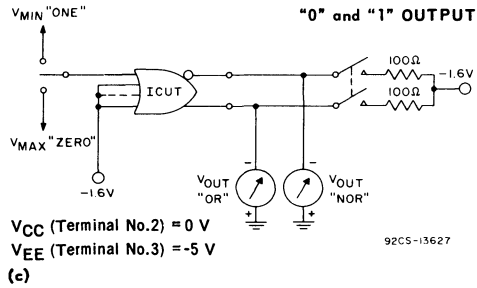 VMIN "ONE"
"0" and "1" OUTPUT
100Ω
-1.6V
ICUT
100Ω
VMAX "ZERO"
-1.6V
-
-
VOUT "OR"
VOUT "NOR"
+
+
VCC (Terminal No.2) = 0 V
VEE (Terminal No.3) = -5 V
92CS-13627
(c)